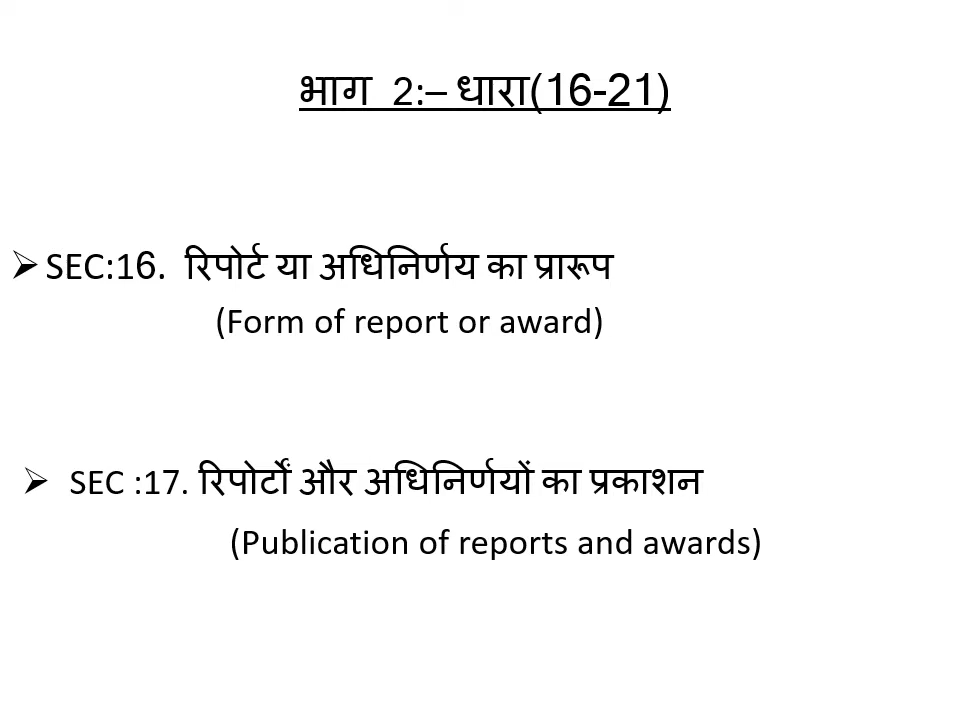 भाग 2:– धारा(16-21)
➢ SEC:16. रिपोर्ट या अधिनिर्णय का प्रारूप
(Form of report or award)
➢ SEC :17. रिपोर्टों और अधिनिर्णयों का प्रकाशन
(Publication of reports and awards)